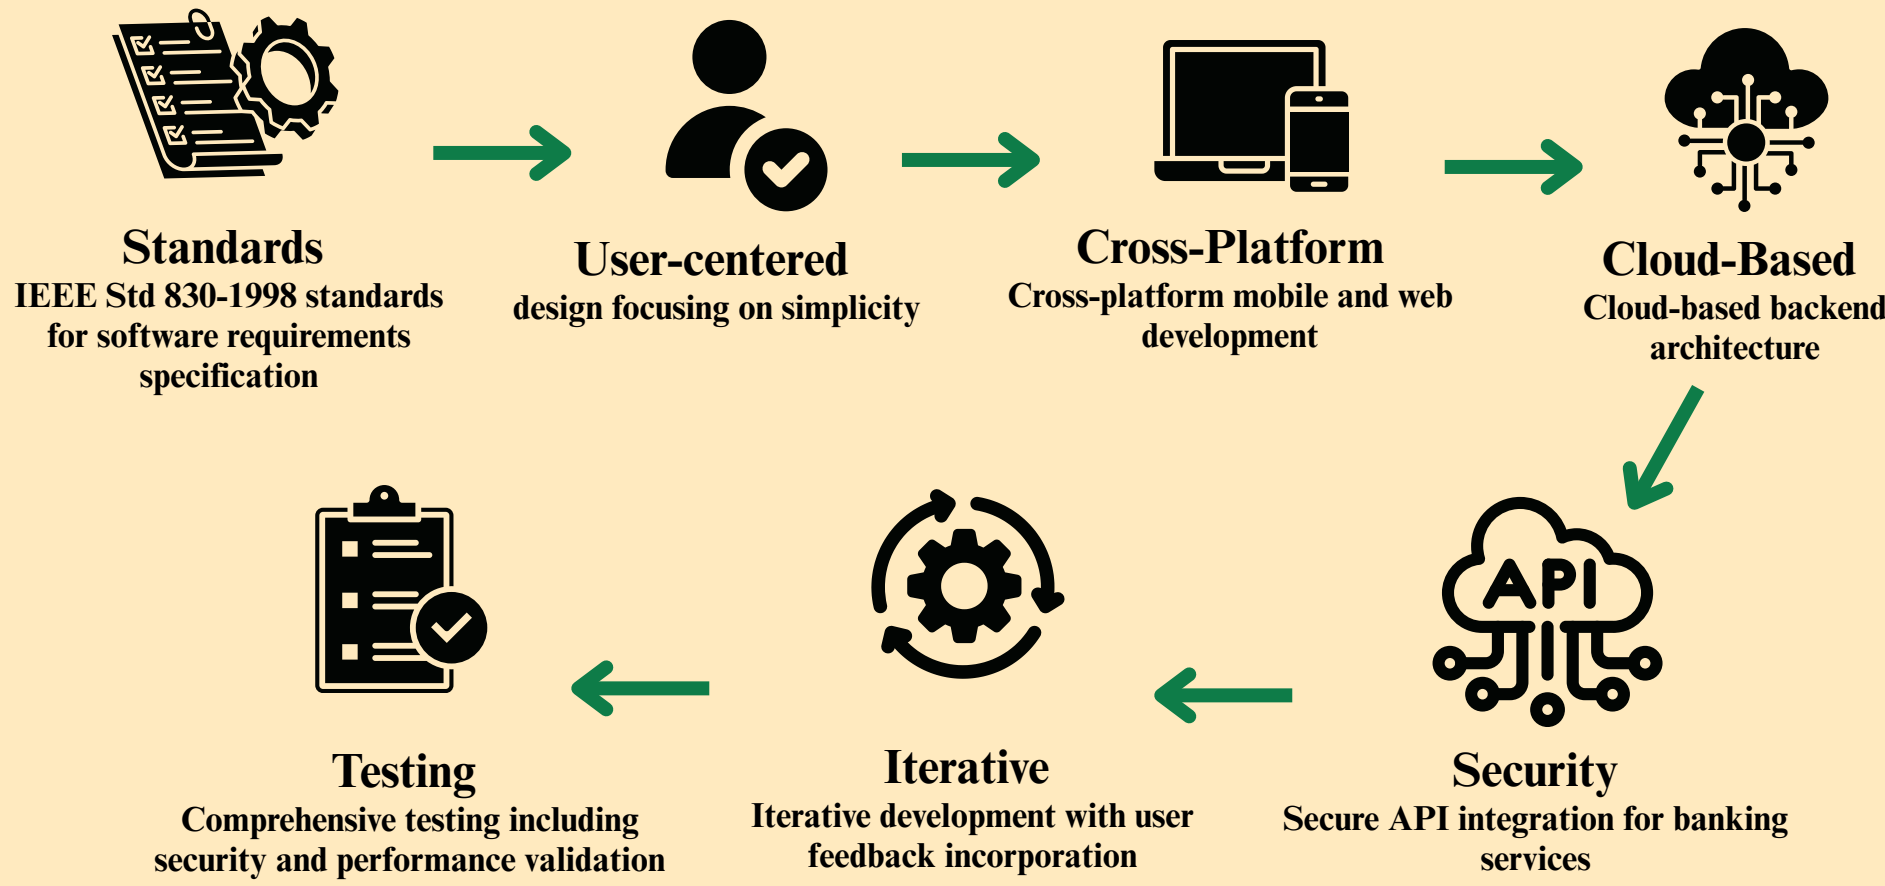 Standards
IEEE Std 830-1998 standards
for software requirements
specification
User-centered
design focusing on simplicity
Cross-Platform
Cross-platform mobile and web
development
Cloud-Based
Cloud-based backend
architecture
API
Security
Secure API integration for banking
services
Iterative
Iterative development with user
feedback incorporation
Testing
Comprehensive testing including
security and performance validation